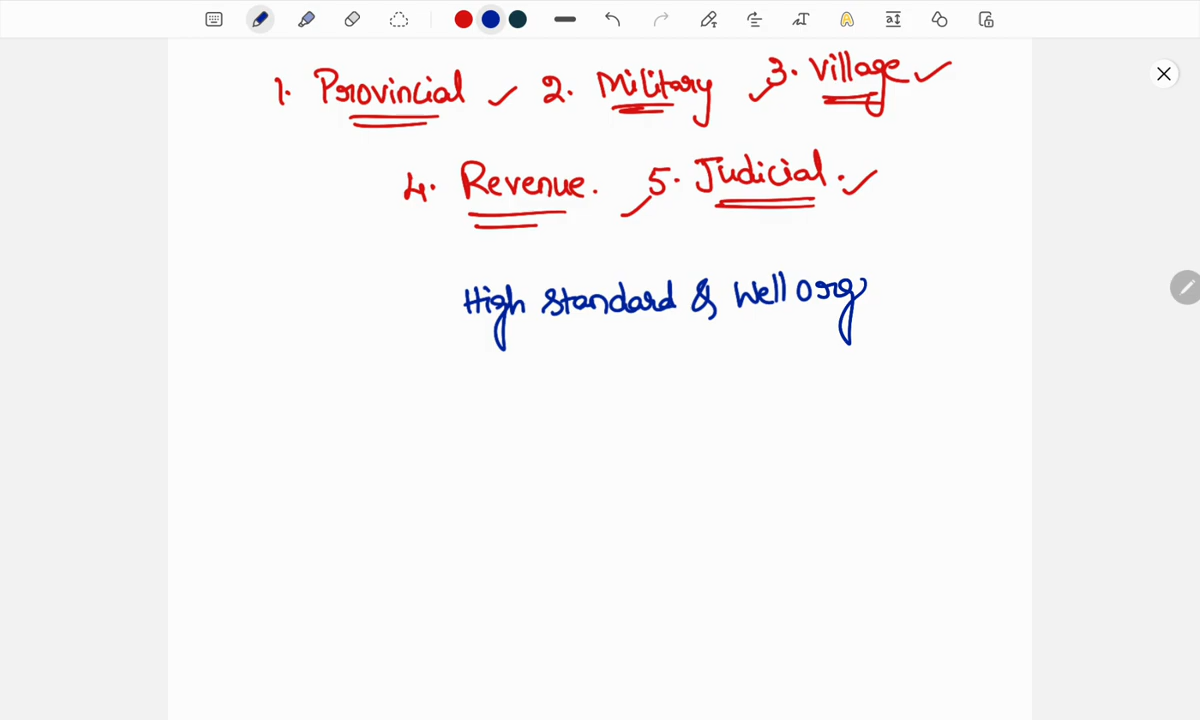 1. Provincial ✓ 2. Military ✓ 3. Village ✓
4. Revenue. ✓ 5. Judicial. ✓
High Standard & Well Org